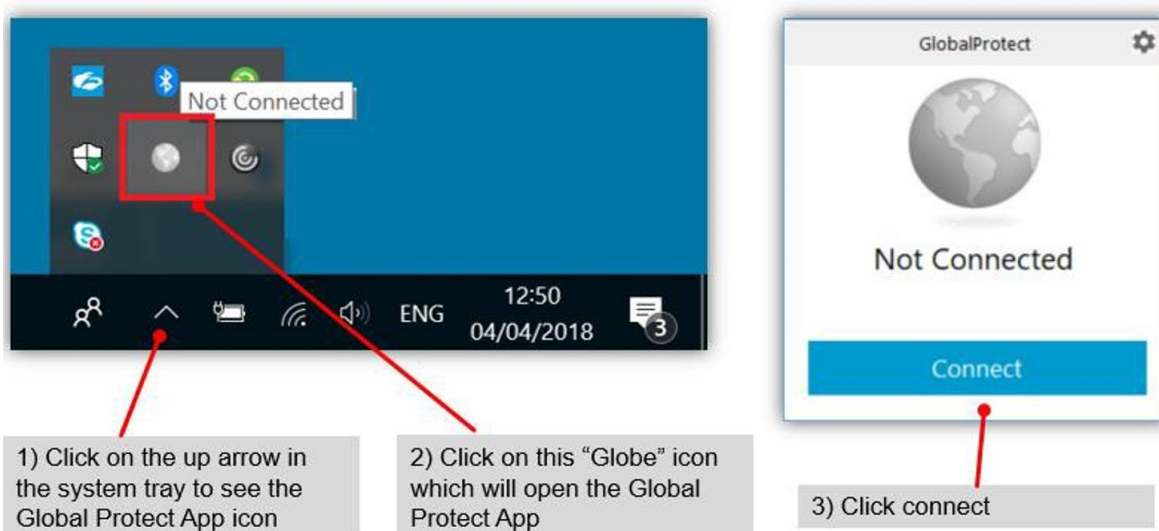 Not Connected
ENG
12:50
04/04/2018
3
1) Click on the up arrow in
the system tray to see the
Global Protect App icon
2) Click on this “Globe” icon
which will open the Global
Protect App
GlobalProtect
Not Connected
Connect
3) Click connect